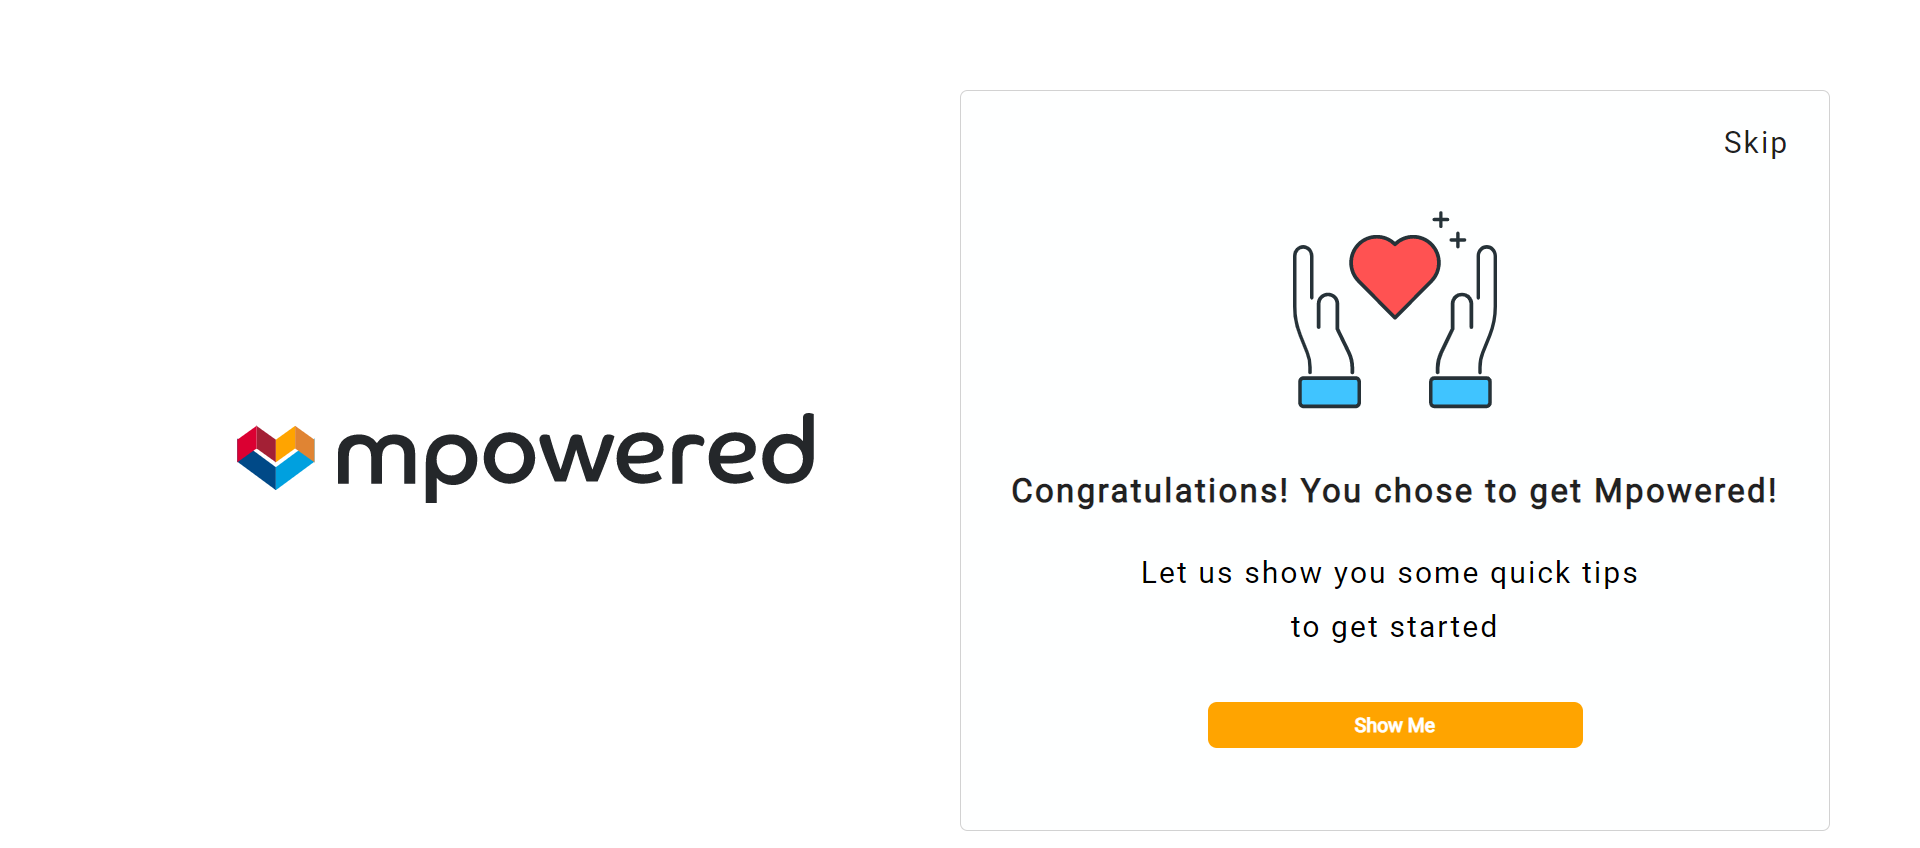 mpowered
Skip
Congratulations! You chose to get Mpowered!
Let us show you some quick tips
to get started
Show Me